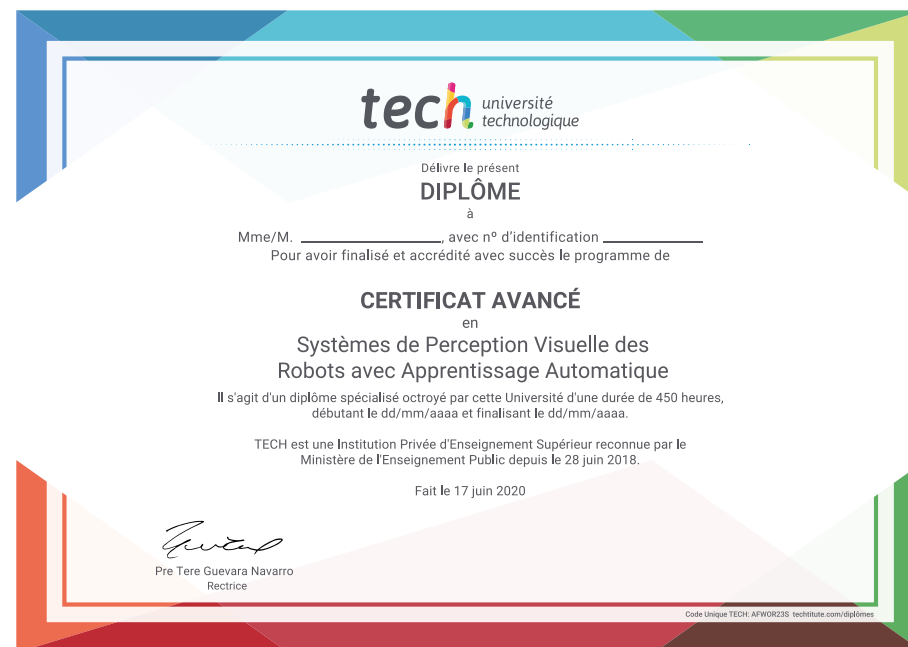 tech université
technologique
Délivre le présent
DIPLÔME
à
Mme/M. ____________________, avec nº d'identification ______________
Pour avoir finalisé et accrédité avec succès le programme de
CERTIFICAT AVANCÉ
en
Systèmes de Perception Visuelle des
Robots avec Apprentissage Automatique
Il s'agit d'un diplôme spécialisé octroyé par cette Université d'une durée de 450 heures,
débutant le dd/mm/aaaa et finalisant le dd/mm/aaaa.
TECH est une Institution Privée d'Enseignement Supérieur reconnue par le
Ministère de l'Enseignement Public depuis le 28 juin 2018.
Fait le 17 juin 2020
Pre Tere Guevara Navarro
Rectrice
Code Unique TECH: AFWOR23S techtitute.com/diplômes